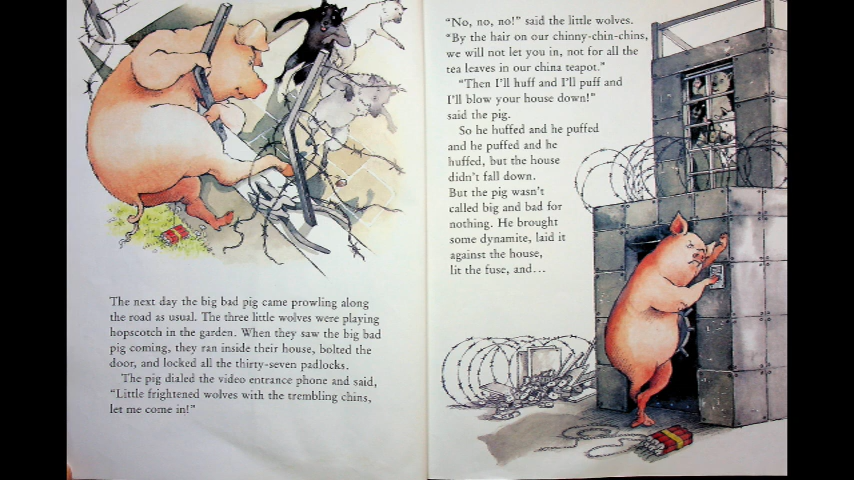 The next day the big bad pig came prowling along
the road as usual. The three little wolves were playing
hopscotch in the garden. When they saw the big bad
pig coming, they ran inside their house, bolted the
door, and locked all the thirty-seven padlocks.
The pig dialed the video entrance phone and said,
“Little frightened wolves with the trembling chins,
let me come in!”
“No, no, no!” said the little wolves.
“By the hair on our chinny-chin-chins,
we will not let you in, not for all the
tea leaves in our china teapot.”
“Then I’ll huff and I’ll puff and
I’ll blow your house down!”
said the pig.
So he huffed and he puffed
and he puffed and he
huffed, but the house
didn’t fall down.
But the pig wasn’t
called big and bad for
nothing. He brought
some dynamite, laid it
against the house,
lit the fuse, and...